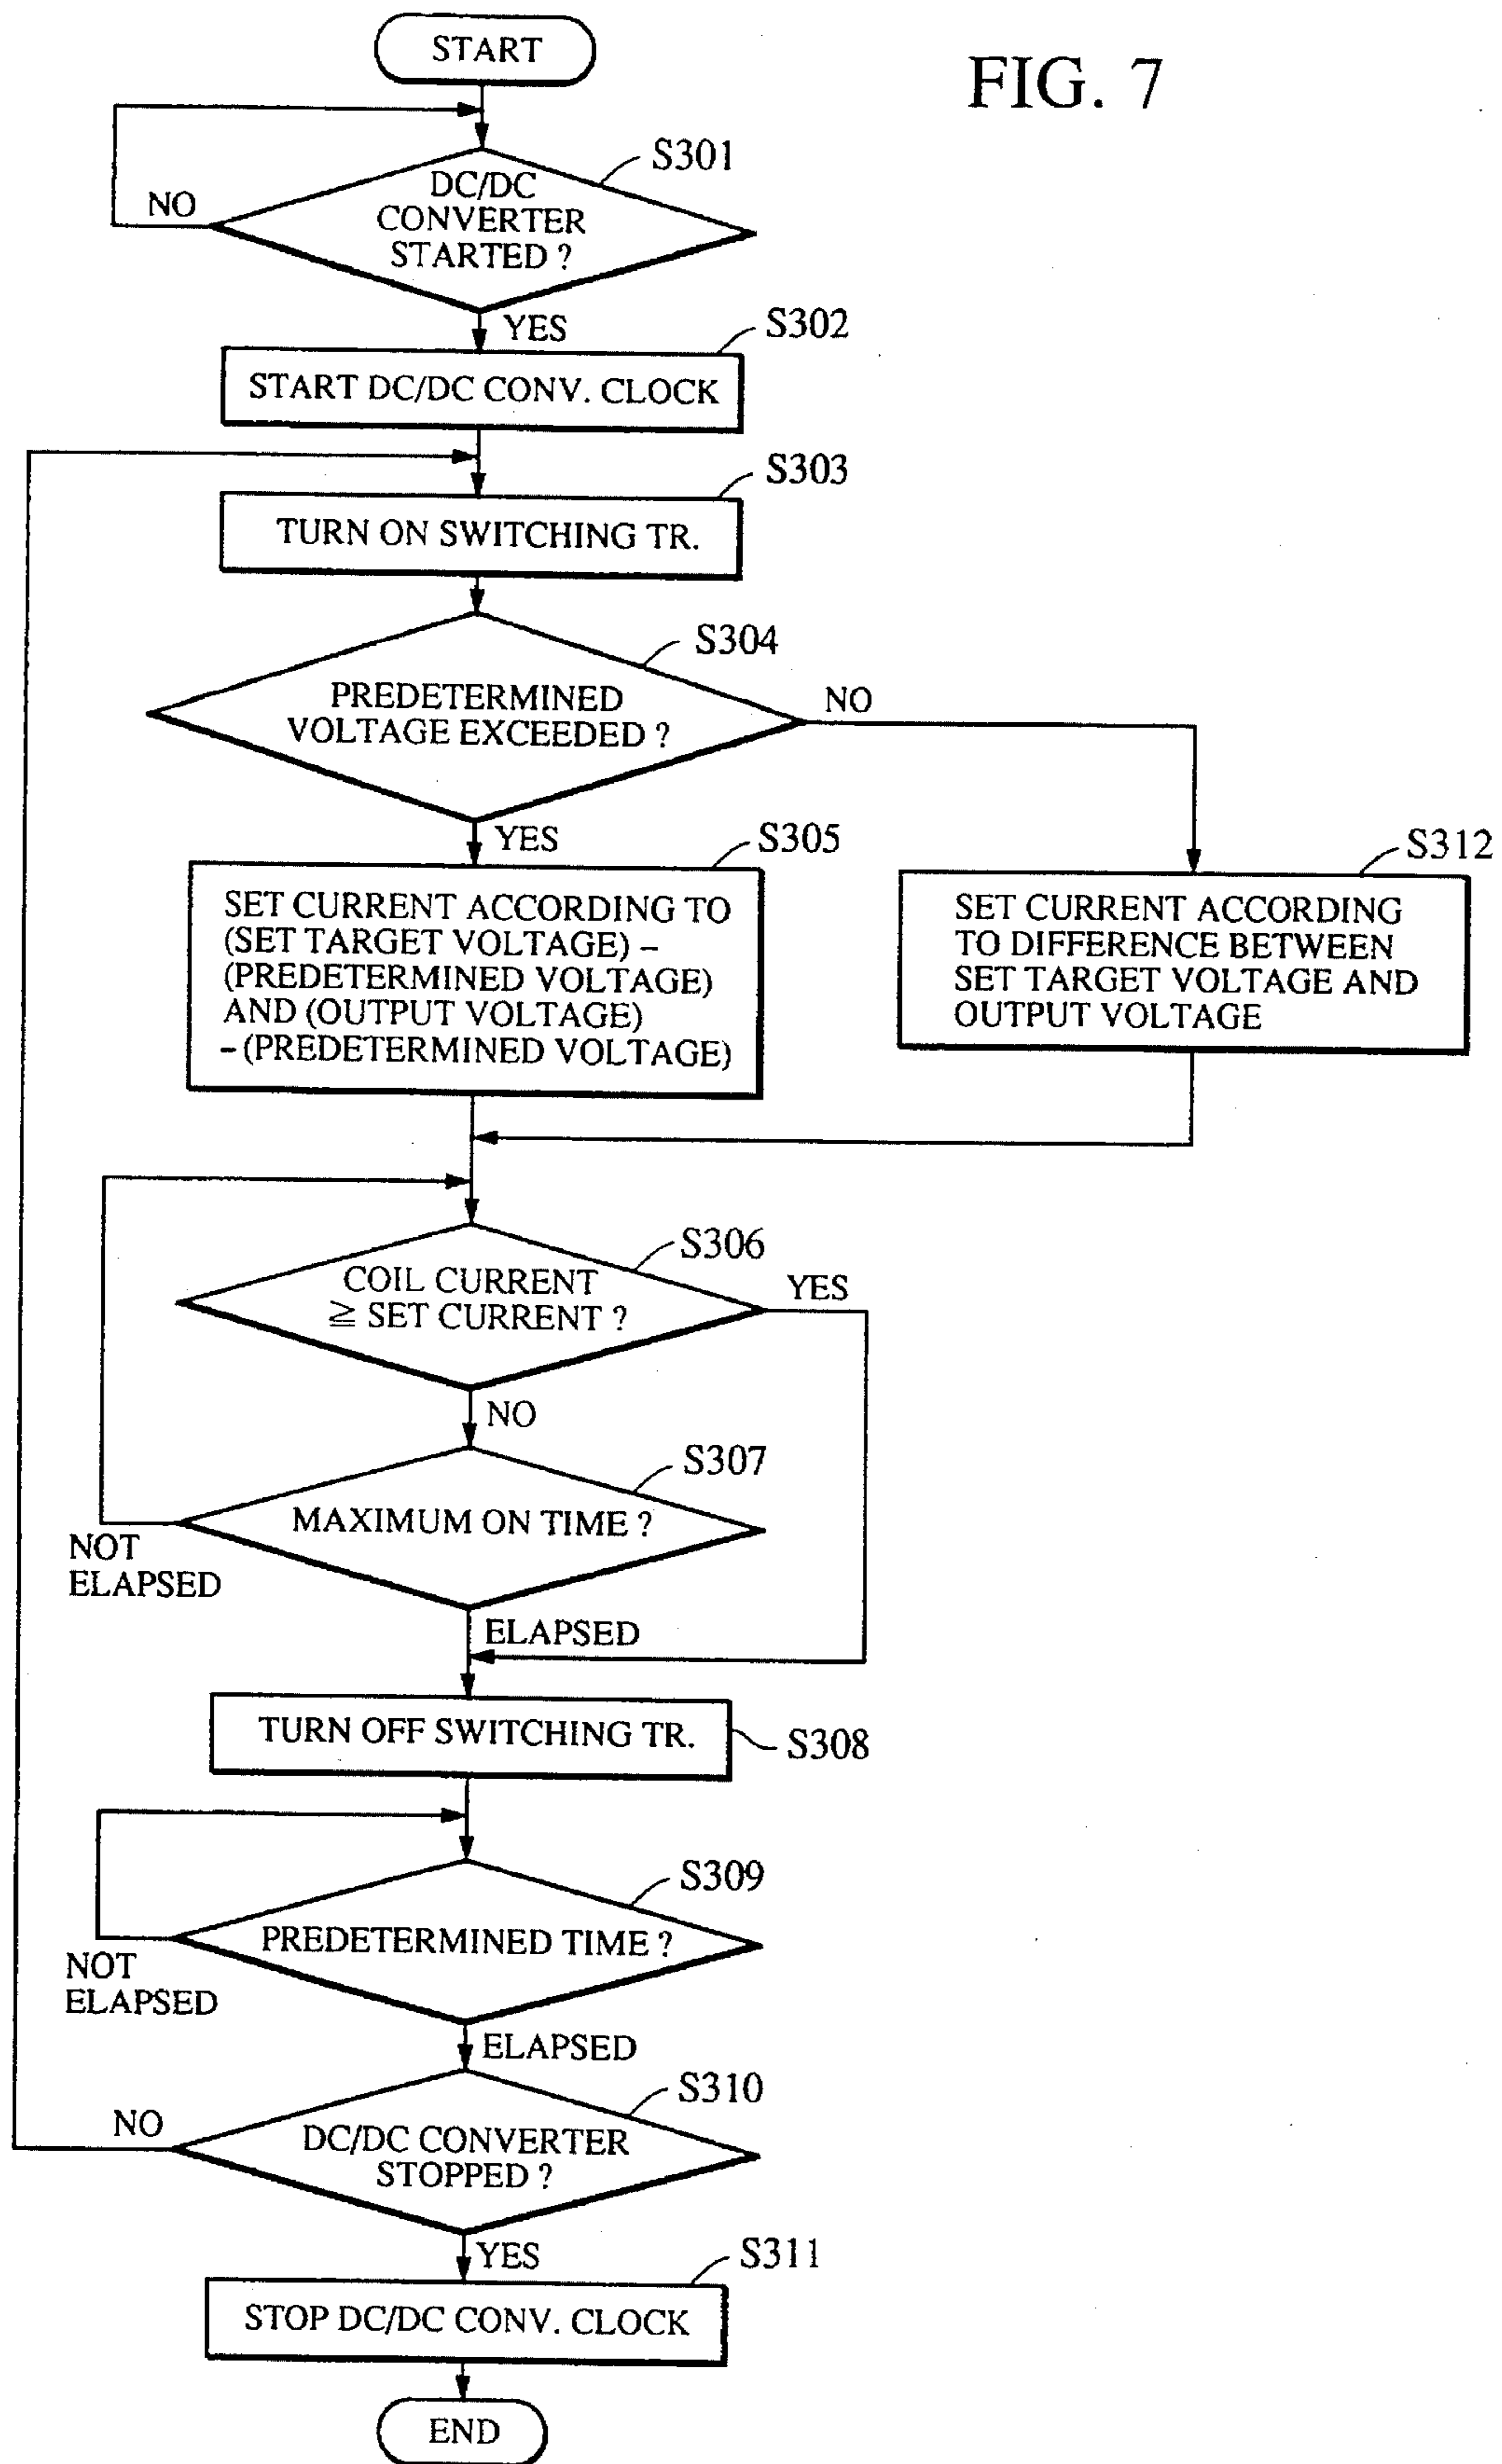 START
FIG. 7
S301
DC/DC
CONVERTER
STARTED ?
NO
YES
S302
START DC/DC CONV. CLOCK
S303
TURN ON SWITCHING TR.
S304
PREDETERMINED
VOLTAGE EXCEEDED ?
NO
YES
S305
SET CURRENT ACCORDING TO
(SET TARGET VOLTAGE) –
(PREDETERMINED VOLTAGE)
AND (OUTPUT VOLTAGE)
– (PREDETERMINED VOLTAGE)
S312
SET CURRENT ACCORDING
TO DIFFERENCE BETWEEN
SET TARGET VOLTAGE AND
OUTPUT VOLTAGE
S306
COIL CURRENT
≧ SET CURRENT ?
YES
NO
S307
MAXIMUM ON TIME ?
NOT
ELAPSED
ELAPSED
TURN OFF SWITCHING TR.
S308
S309
PREDETERMINED TIME ?
NOT
ELAPSED
ELAPSED
S310
NO
DC/DC CONVERTER
STOPPED ?
YES
S311
STOP DC/DC CONV. CLOCK
END